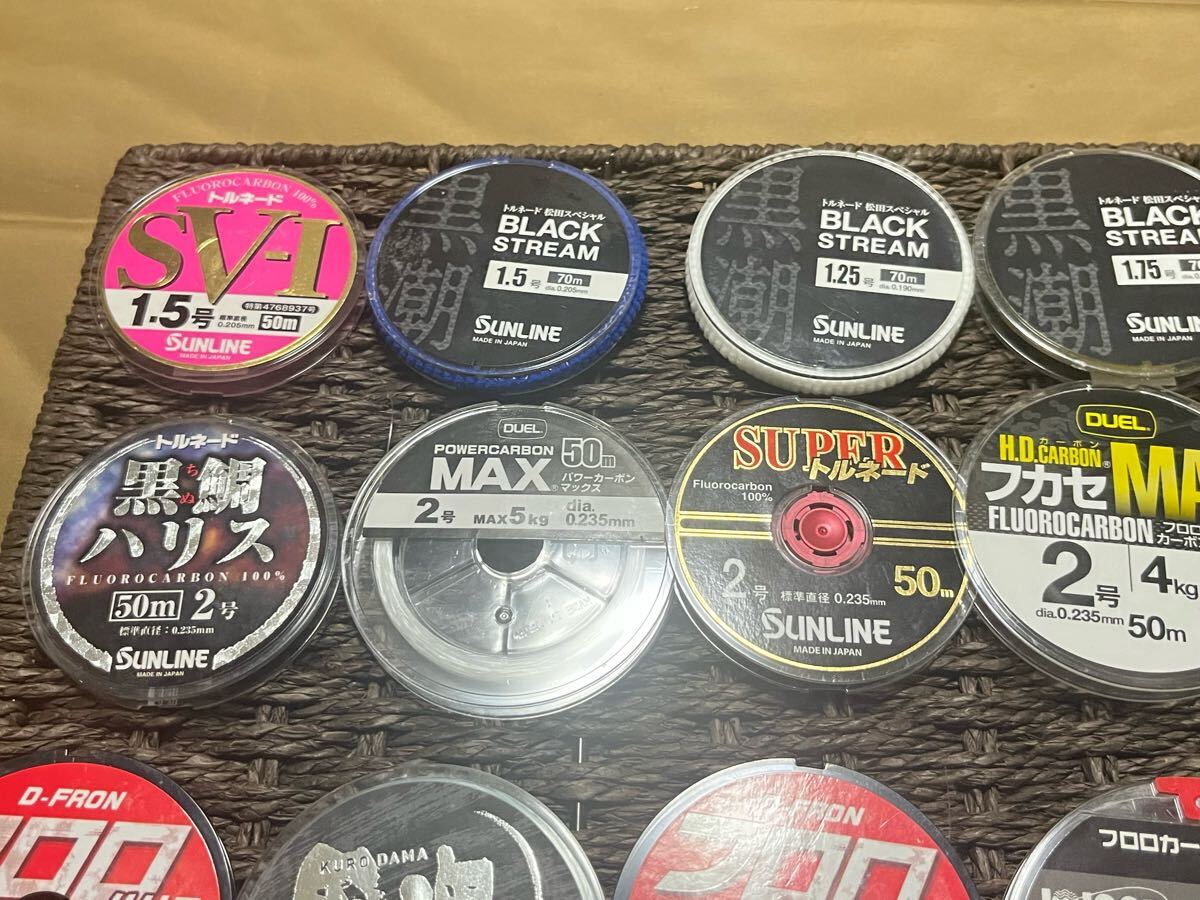 FLUOROCARBON 100%
トルネード
SV-I
特第4768937号
1.5号
標準直径
0.205mm
50m
SUNLINE
MADE IN JAPAN
黒潮
トルネード 松田スペシャル
BLACK
STREAM
1.5号
70m
dia.0.205mm
SUNLINE
MADE IN JAPAN
黒潮
トルネード 松田スペシャル
BLACK
STREAM
1.25号
70m
dia.0.190mm
SUNLINE
MADE IN JAPAN
黒潮
トルネード 松田スペシャル
BLACK
STREAM
1.75号
SUNLINE
MADE IN JAPAN
トルネード
黒鯛
ちぬ
ハリス
FLUOROCARBON 100%
50m 2号
標準直径:0.235mm
SUNLINE
MADE IN JAPAN
DUEL
POWERCARBON
MAX®
50m
パワーカーボン
マックス
2号
MAX5kg
dia.
0.235mm
SUPER
トルネード
Fluorocarbon
100%
2号
標準直径 0.235mm
50m
SUNLINE
MADE IN JAPAN
DUEL
カーボン
H.D.CARBON®
フカセ
FLUOROCARBON
2号
4kg
dia.0.235mm
50m
D-FRON
KURODAMA
D-FRON
フロロ